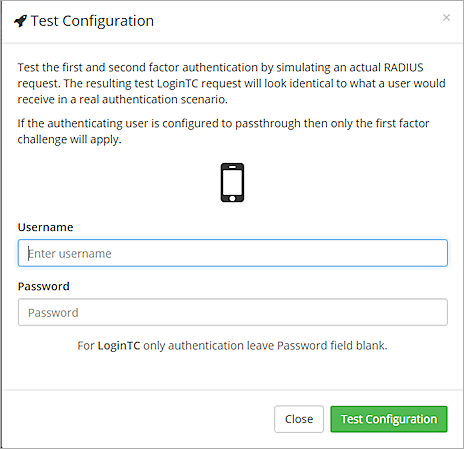 Test Configuration
×
Test the first and second factor authentication by simulating an actual RADIUS
request. The resulting test LoginTC request will look identical to what a user would
receive in a real authentication scenario.
If the authenticating user is configured to passthrough then only the first factor
challenge will apply.
Username
Enter username
Password
Password
For LoginTC only authentication leave Password field blank.
Close
Test Configuration